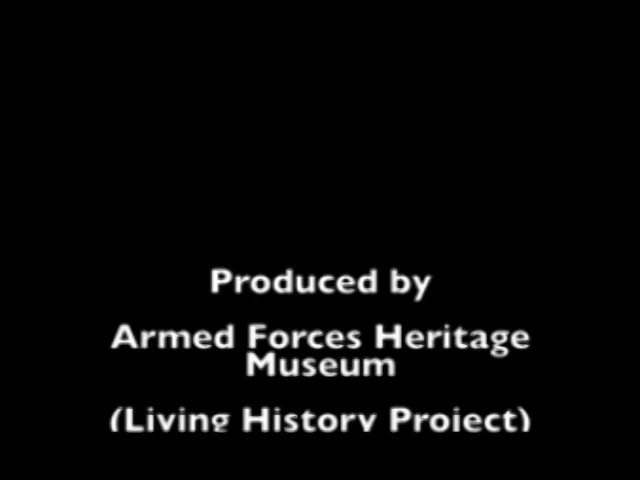 Produced by
Armed Forces Heritage
Museum
(Living History Project)